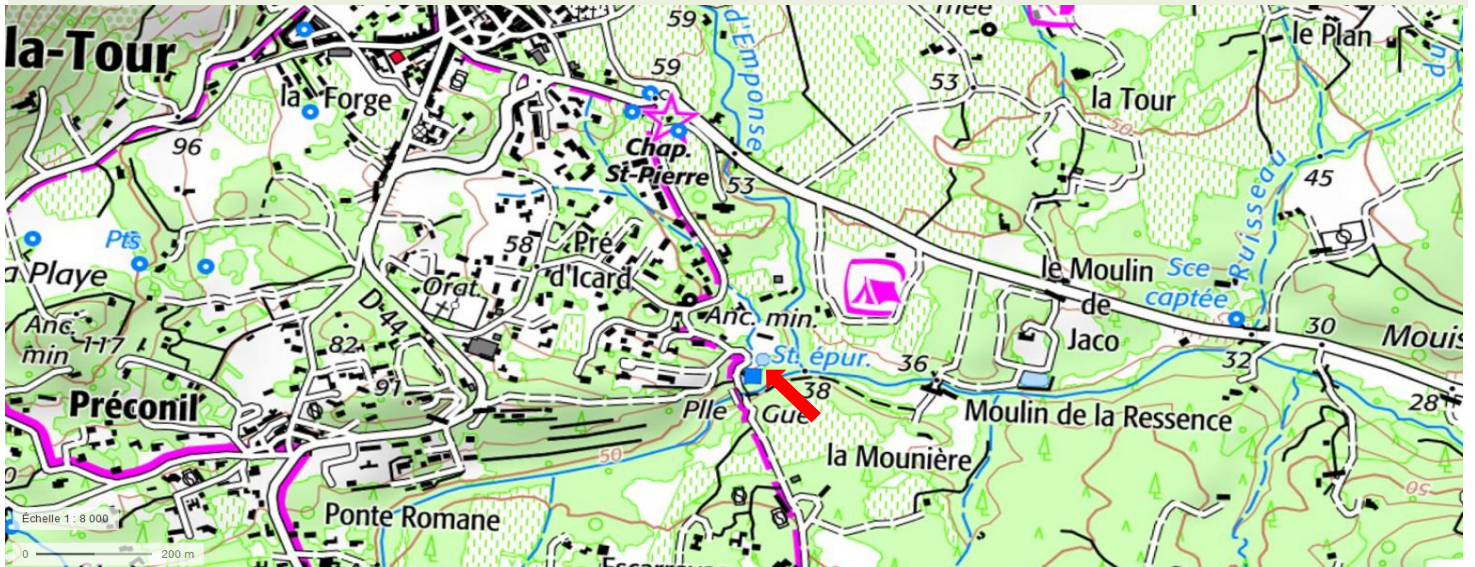 59
d'Emponse
la-Tour
la Forge
59
53
le Plan
la Tour
50
96
Chap.
St-Pierre
53
45
Ruisseau
du
Pts
58
Pré
d'Icard
Orat.
le Moulin
de
Jaco
Sce
captée
a Playe
D 44
Anc.
min.
117
82
Anc. min.
St. épur.
36
30
32
Mouis
91
Préconil
Plle
Gué
38
Moulin de la Ressence
28
50
la Mounière
50
Ponte Romane
Échelle 1 : 8 000
0
200 m